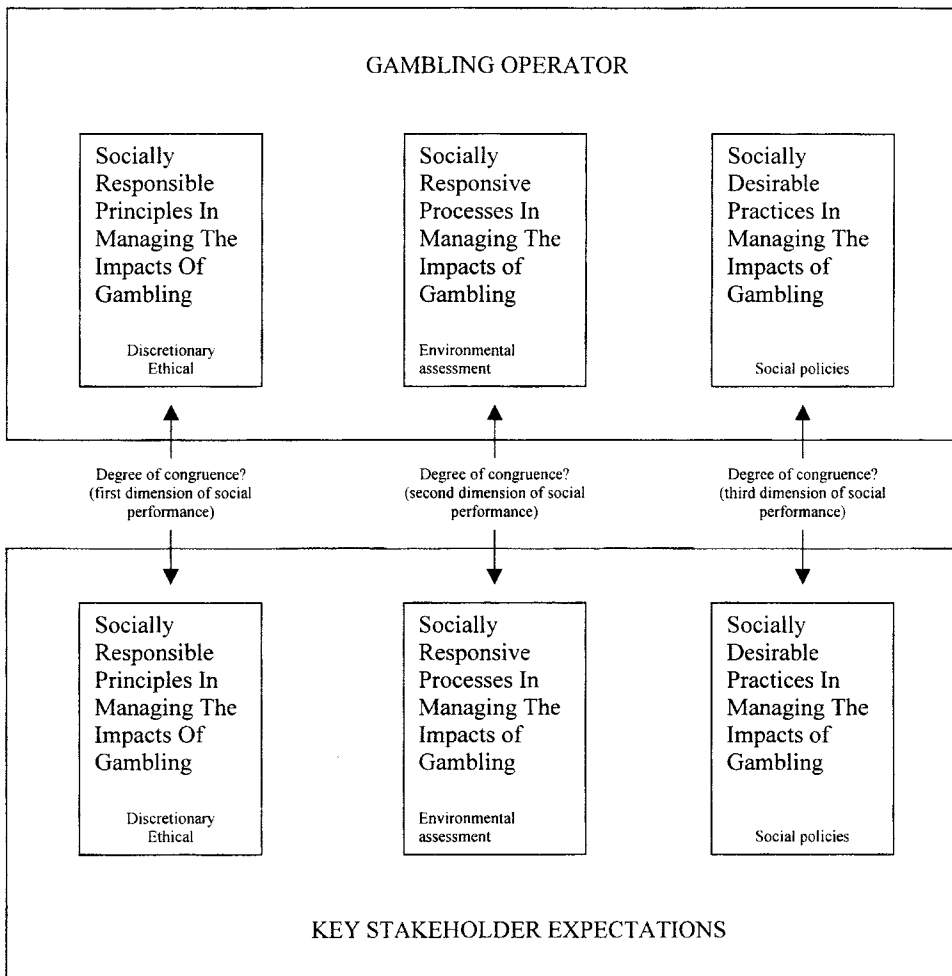 GAMBLING OPERATOR
Socially
Responsible
Principles In
Managing The
Impacts Of
Gambling
Discretionary
Ethical
Socially
Responsive
Processes In
Managing The
Impacts of
Gambling
Environmental
assessment
Socially
Desirable
Practices In
Managing The
Impacts of
Gambling
Social policies
Degree of congruence?
(first dimension of social
performance)
Degree of congruence?
(second dimension of social
performance)
Degree of congruence?
(third dimension of social
performance)
Socially
Responsible
Principles In
Managing The
Impacts Of
Gambling
Discretionary
Ethical
Socially
Responsive
Processes In
Managing The
Impacts of
Gambling
Environmental
assessment
Socially
Desirable
Practices In
Managing The
Impacts of
Gambling
Social policies
KEY STAKEHOLDER EXPECTATIONS